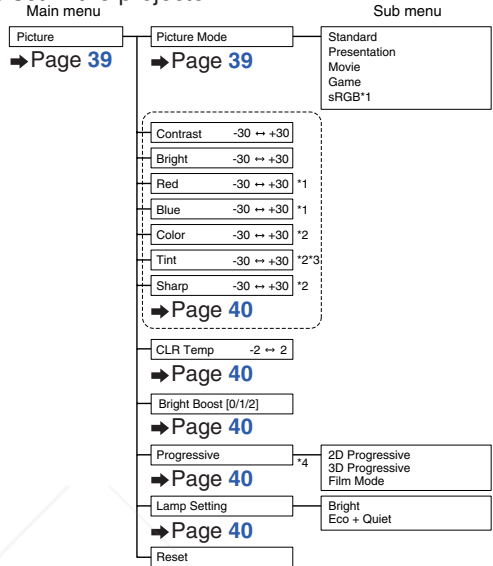 Main menu
Sub menu
Picture
➡Page 39
Picture Mode
➡Page 39
Standard
Presentation
Movie
Game
sRGB*1
Contrast -30 ↔ +30
Bright -30 ↔ +30
Red -30 ↔ +30 *1
Blue -30 ↔ +30 *1
Color -30 ↔ +30 *2
Tint -30 ↔ +30 *2*3
Sharp -30 ↔ +30 *2
➡Page 40
CLR Temp -2 ↔ 2
➡Page 40
Bright Boost [0/1/2]
➡Page 40
Progressive *4
➡Page 40
2D Progressive
3D Progressive
Film Mode
Lamp Setting
➡Page 40
Bright
Eco + Quiet
Reset